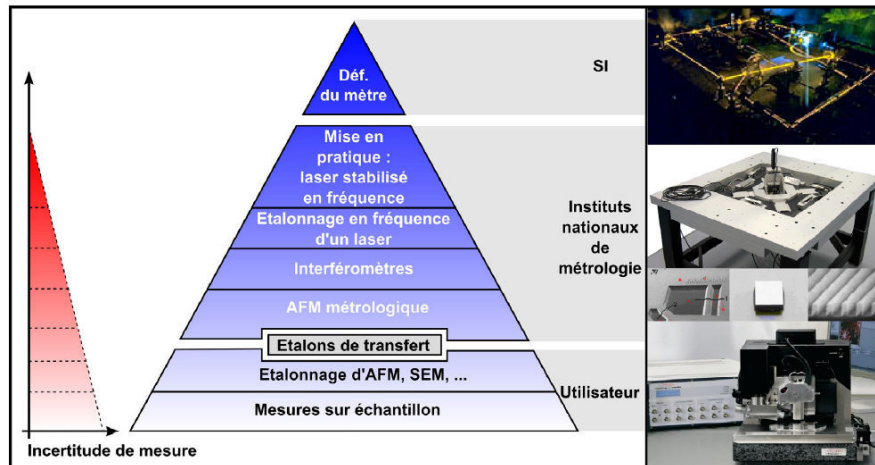 Déf.
du mètre
SI
Mise en
pratique :
laser stabilisé
en fréquence
Etalonnage en fréquence
d'un laser
Interféromètres
AFM métrologique
Instituts
nationaux
de
métrologie
Etalons de transfert
Etalonnage d'AFM, SEM, ...
Mesures sur échantillon
Utilisateur
Incertitude de mesure